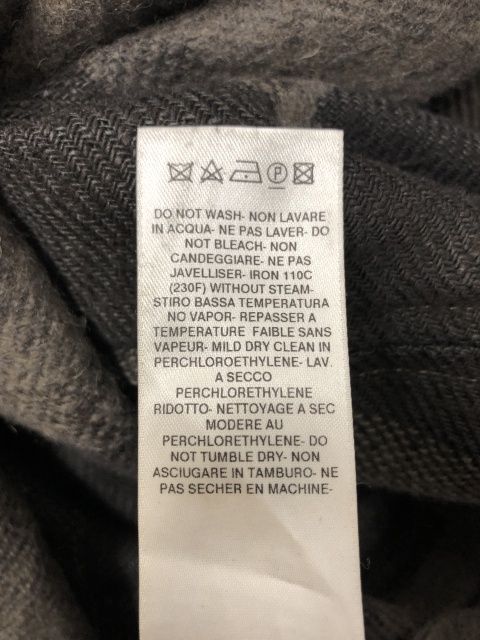 P
DO NOT WASH- NON LAVARE
IN ACQUA- NE PAS LAVER- DO
NOT BLEACH- NON
CANDEGGIARE- NE PAS
JAVELLISER- IRON 110C
(230F) WITHOUT STEAM-
STIRO BASSA TEMPERATURA
NO VAPOR- REPASSER A
TEMPERATURE FAIBLE SANS
VAPEUR- MILD DRY CLEAN IN
PERCHLOROETHYLENE- LAV.
A SECCO
PERCHLORETHYLENE
RIDOTTO- NETTOYAGE A SEC
MODERE AU
PERCHLORETHYLENE- DO
NOT TUMBLE DRY- NON
ASCIUGARE IN TAMBURO- NE
PAS SECHER EN MACHINE-